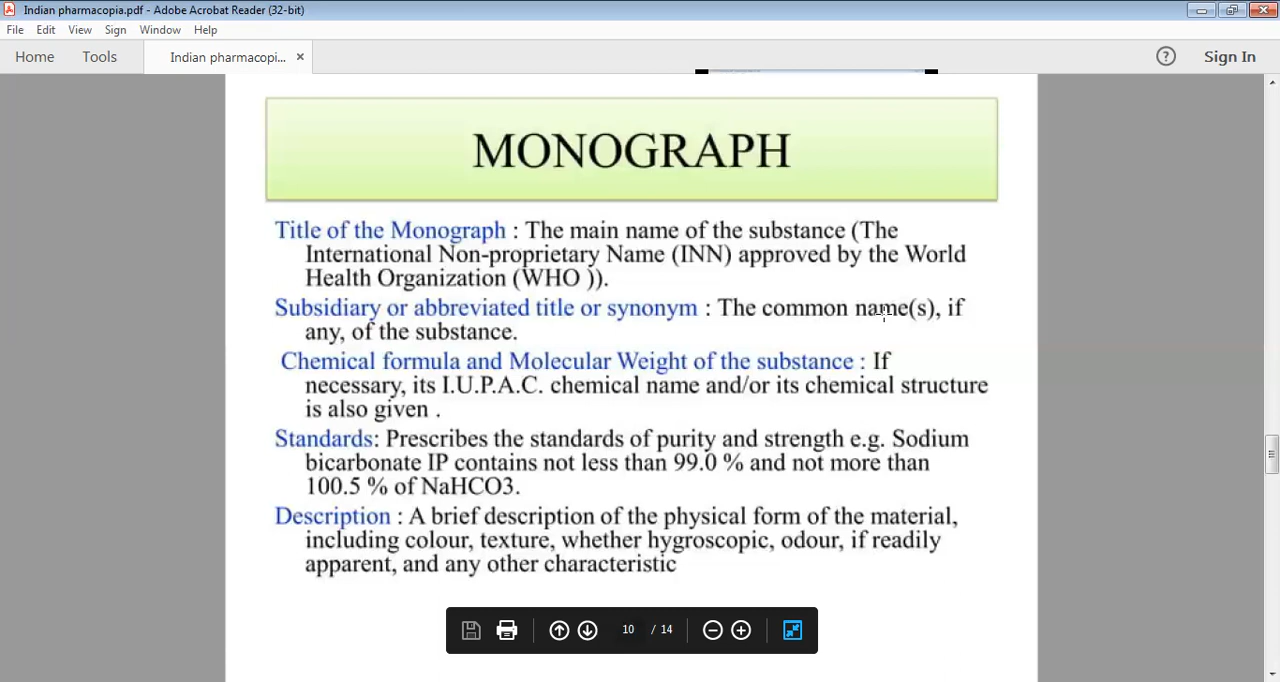 Indian pharmacopia.pdf - Adobe Acrobat Reader (32-bit)
File Edit View Sign Window Help
Home Tools Indian pharmacopi... × ? Sign In
MONOGRAPH
Title of the Monograph : The main name of the substance (The
International Non-proprietary Name (INN) approved by the World
Health Organization (WHO )).
Subsidiary or abbreviated title or synonym : The common name(s), if
any, of the substance.
Chemical formula and Molecular Weight of the substance : If
necessary, its I.U.P.A.C. chemical name and/or its chemical structure
is also given .
Standards: Prescribes the standards of purity and strength e.g. Sodium
bicarbonate IP contains not less than 99.0 % and not more than
100.5 % of NaHCO3.
Description : A brief description of the physical form of the material,
including colour, texture, whether hygroscopic, odour, if readily
apparent, and any other characteristic
10 / 14